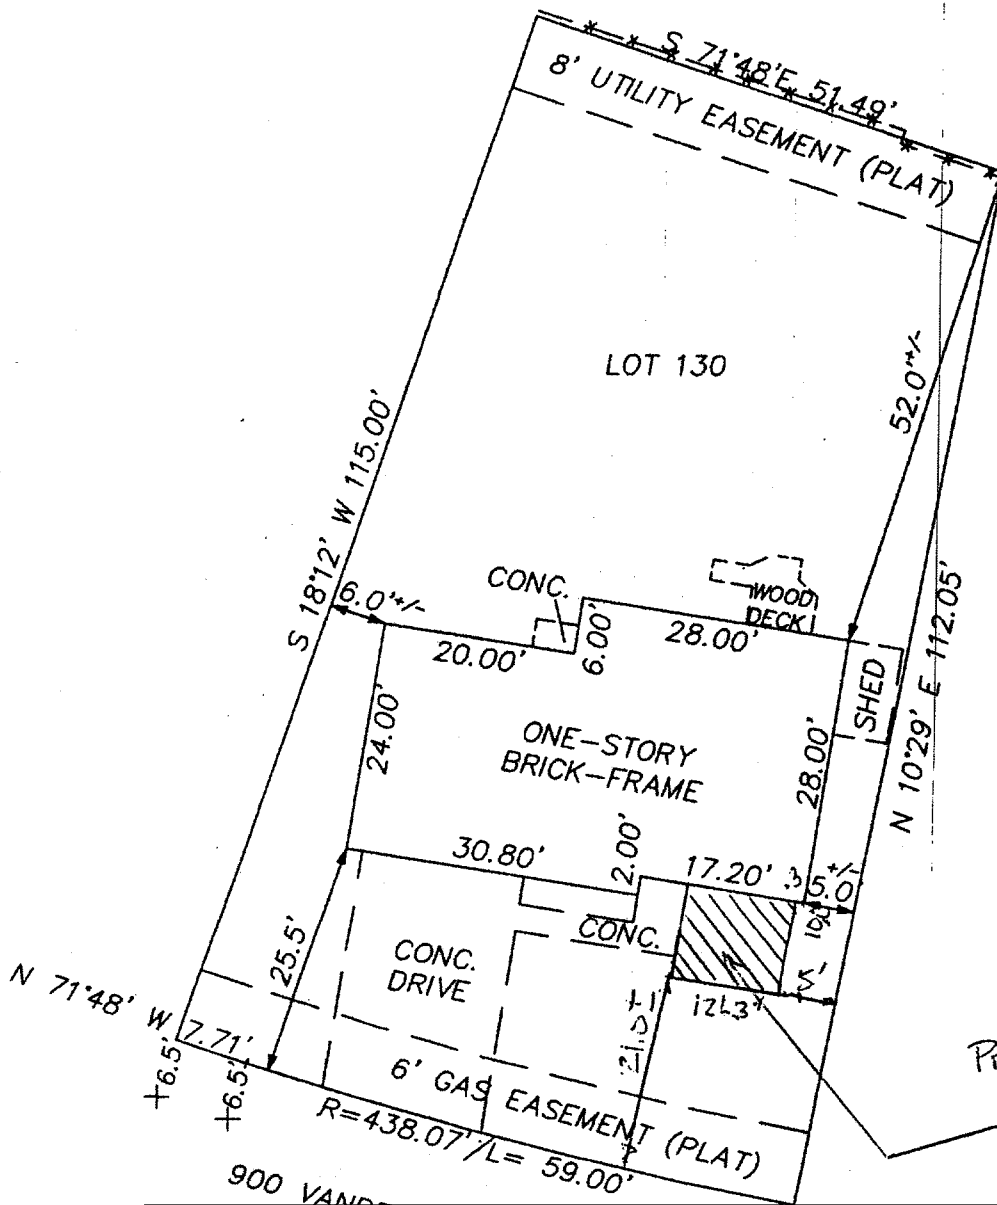 S 71°48'E 51.49'
8' UTILITY EASEMENT (PLAT)
LOT 130
52.0'+/-
S 18°12' W 115.00'
N 10°29' E 112.05'
6.0'+/-
CONC.
20.00'
6.00'
28.00'
WOOD
DECK
SHED
24.00'
ONE-STORY
BRICK-FRAME
28.00'
30.80'
2.00'
17.20'
.3
5.0'+/-
CONC.
25.5'
CONC.
DRIVE
5'
N 71°48' W 7.71'
+6.5'
+6.5'
6' GAS EASEMENT (PLAT)
R=438.07'/L= 59.00'
900